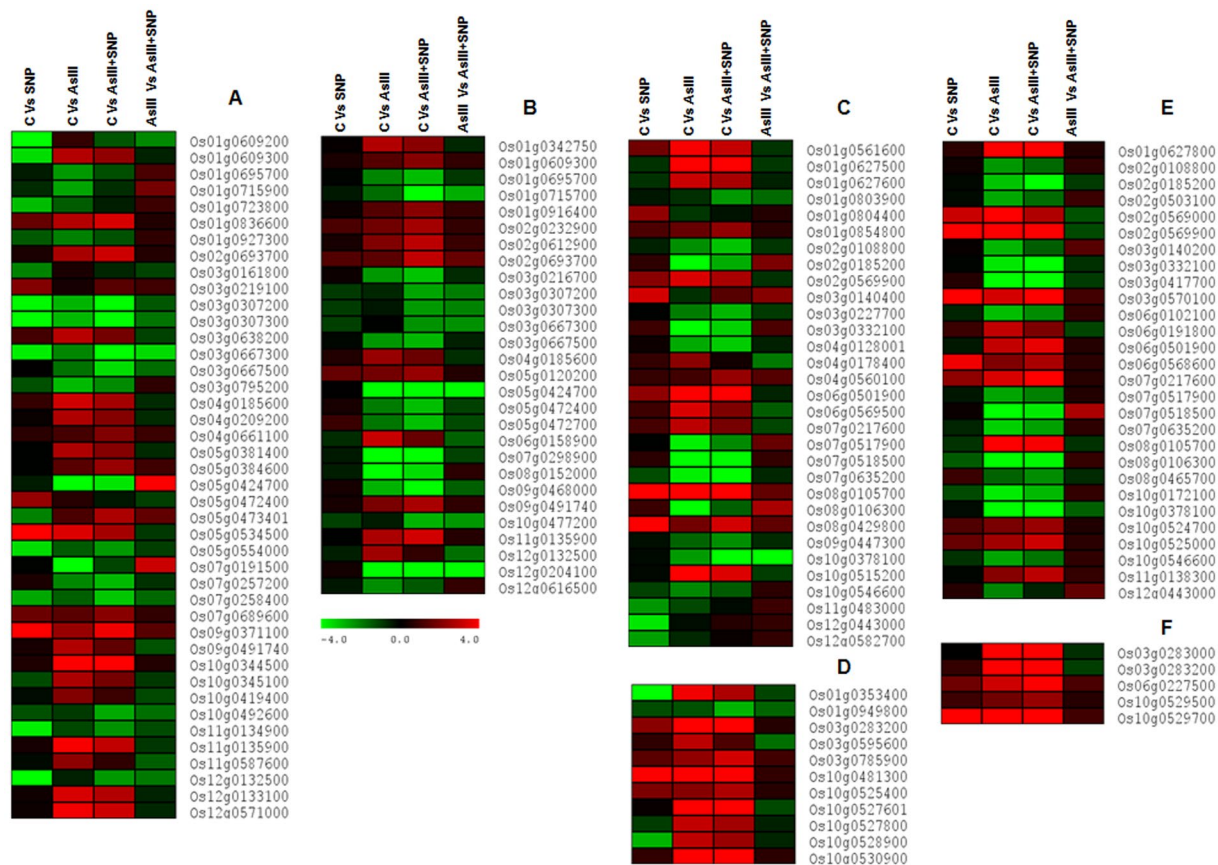 C Vs SNP
C Vs AsIII
C Vs AsIII+SNP
AsIII Vs AsIII+SNP
A
Os01g0609200
Os01g0609300
Os01g0695700
Os01g0715900
Os01g0723800
Os01g0836600
Os01g0927300
Os02g0693700
Os03g0161800
Os03g0219100
Os03g0307200
Os03g0307300
Os03g0638200
Os03g0667300
Os03g0667500
Os03g0795200
Os04g0185600
Os04g0209200
Os04g0661100
Os05g0381400
Os05g0384600
Os05g0424700
Os05g0472400
Os05g0473401
Os05g0534500
Os05g0554000
Os07g0191500
Os07g0257200
Os07g0258400
Os07g0689600
Os09g0371100
Os09g0491740
Os10g0344500
Os10g0345100
Os10g0419400
Os10g0492600
Os11g0134900
Os11g0135900
Os11g0587600
Os12g0132500
Os12g0133100
Os12g0571000
C Vs SNP
C Vs AsIII
C Vs AsIII+SNP
AsIII Vs AsIII+SNP
B
Os01g0342750
Os01g0609300
Os01g0695700
Os01g0715700
Os01g0916400
Os02g0232900
Os02g0612900
Os02g0693700
Os03g0216700
Os03g0307200
Os03g0307300
Os03g0667300
Os03g0667500
Os04g0185600
Os05g0120200
Os05g0424700
Os05g0472400
Os05g0472700
Os06g0158900
Os07g0298900
Os08g0152000
Os09g0468000
Os09g0491740
Os10g0477200
Os11g0135900
Os12g0132500
Os12g0204100
Os12g0616500
-4.0 0.0 4.0
C Vs SNP
C Vs AsIII
C Vs AsIII+SNP
AsIII Vs AsIII+SNP
C
Os01g0561600
Os01g0627500
Os01g0627600
Os01g0803900
Os01g0804400
Os01g0854800
Os02g0108800
Os02g0185200
Os02g0569900
Os03g0140400
Os03g0227700
Os03g0332100
Os04g0128001
Os04g0178400
Os04g0560100
Os06g0501900
Os06g0569500
Os07g0217600
Os07g0517900
Os07g0518500
Os07g0635200
Os08g0105700
Os08g0106300
Os08g0429800
Os09g0447300
Os10g0378100
Os10g0515200
Os10g0546600
Os11g0483000
Os12g0443000
Os12g0582700
D
Os01g0353400
Os01g0949800
Os03g0283200
Os03g0595600
Os03g0785900
Os10g0481300
Os10g0525400
Os10g0527601
Os10g0527800
Os10g0528900
Os10g0530900
C Vs SNP
C Vs AsIII
C Vs AsIII+SNP
AsIII Vs AsIII+SNP
E
Os01g0627800
Os02g0108800
Os02g0185200
Os02g0503100
Os02g0569000
Os02g0569900
Os03g0140200
Os03g0332100
Os03g0417700
Os03g0570100
Os06g0102100
Os06g0191800
Os06g0501900
Os06g0568600
Os07g0217600
Os07g0517900
Os07g0518500
Os07g0635200
Os08g0105700
Os08g0106300
Os08g0465700
Os10g0172100
Os10g0378100
Os10g0524700
Os10g0525000
Os10g0546600
Os11g0138300
Os12g0443000
F
Os03g0283000
Os03g0283200
Os06g0227500
Os10g0529500
Os10g0529700